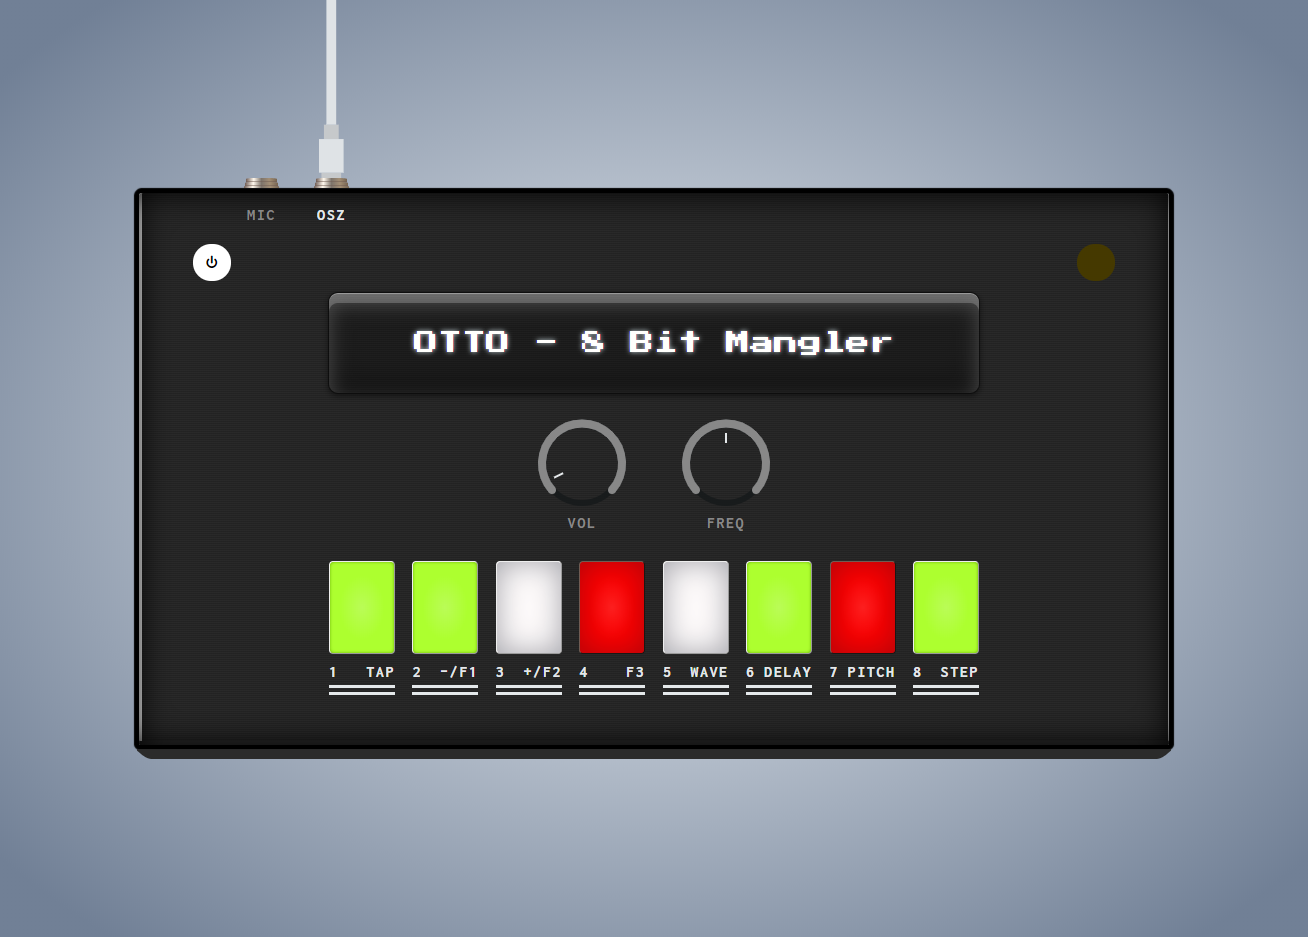 MIC OSZ
OTTO - 8 Bit Mangler
VOL FREQ
1 TAP 2 -/F1 3 +/F2 4 F3 5 WAVE 6 DELAY 7 PITCH 8 STEP